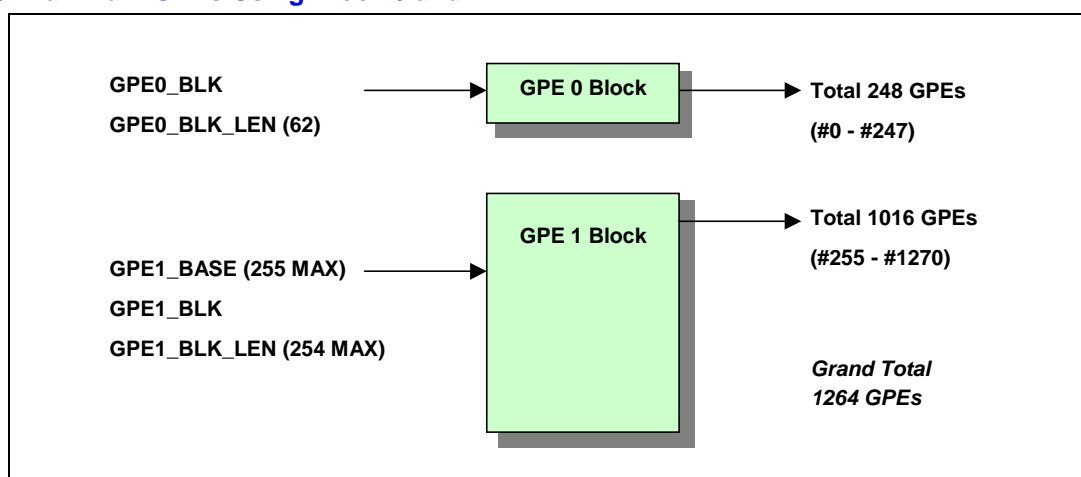 GPE0_BLK
GPE0_BLK_LEN (62)
GPE 0 Block
Total 248 GPEs
(#0 - #247)
GPE1_BASE (255 MAX)
GPE1_BLK
GPE1_BLK_LEN (254 MAX)
GPE 1 Block
Total 1016 GPEs
(#255 - #1270)
Grand Total
1264 GPEs